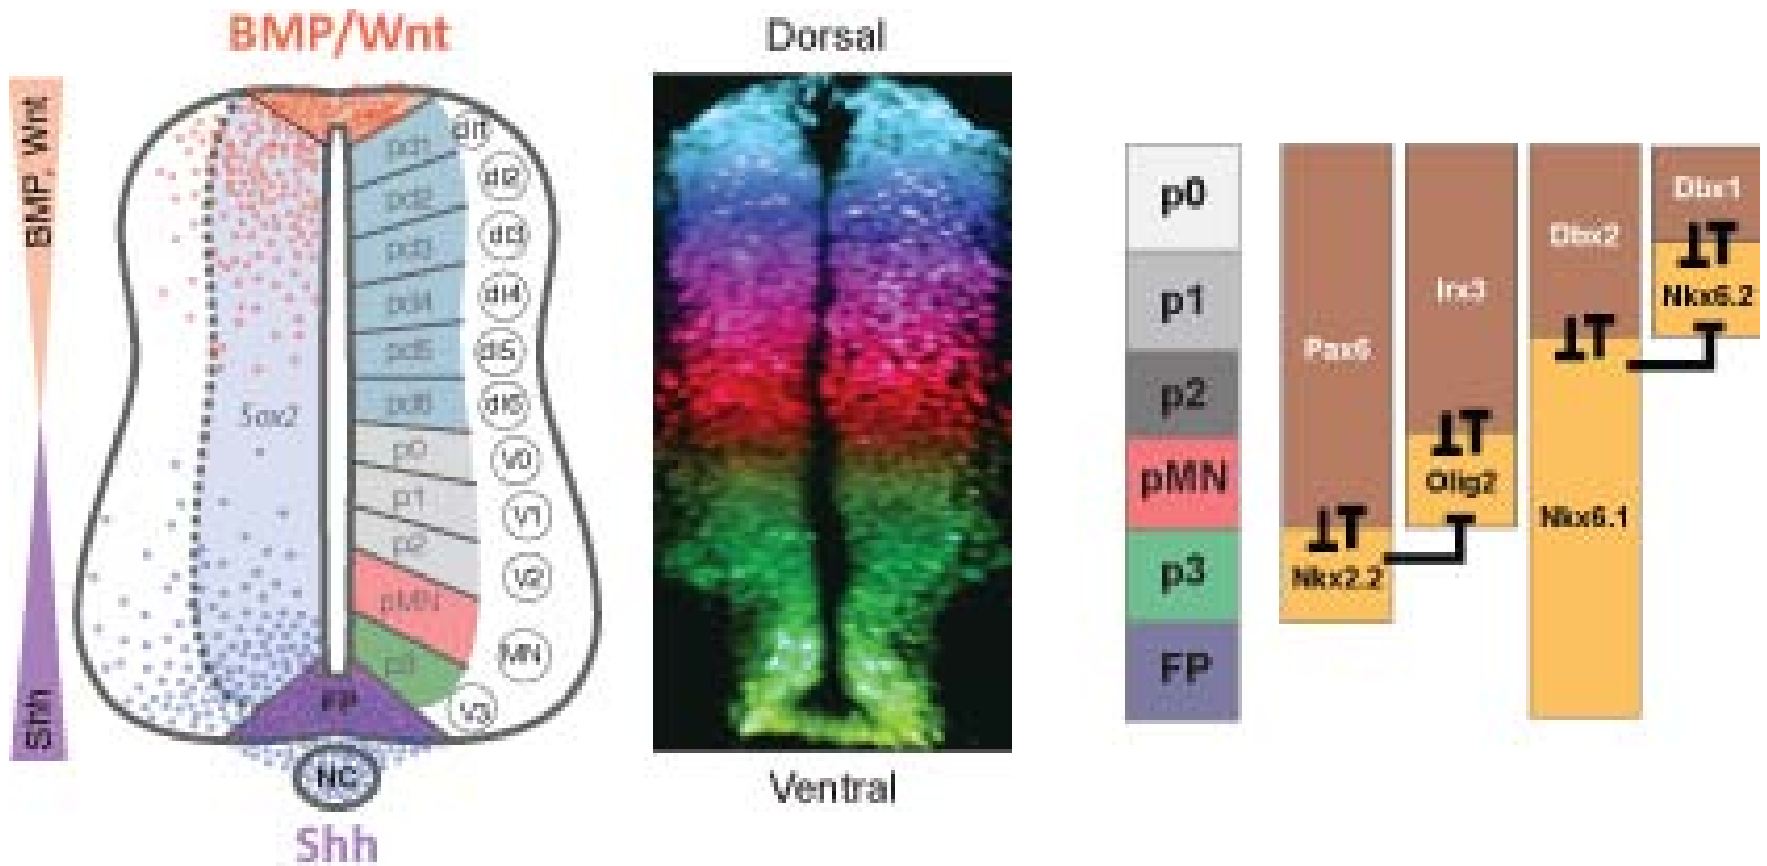 BMP/Wnt
BMP, Wnt
Shh
Sox2
pd1
pd2
pd3
pd4
pd5
pd6
p0
p1
p2
pMN
p3
FP
NC
Shh
dI1
dI2
dI3
dI4
dI5
dI6
V0
V1
V2
MN
V3
Dorsal
Ventral
p0
p1
p2
pMN
p3
FP
Pax6
Nkx2.2
Irx3
Olig2
Dbx2
Nkx6.1
Dbx1
Nkx6.2